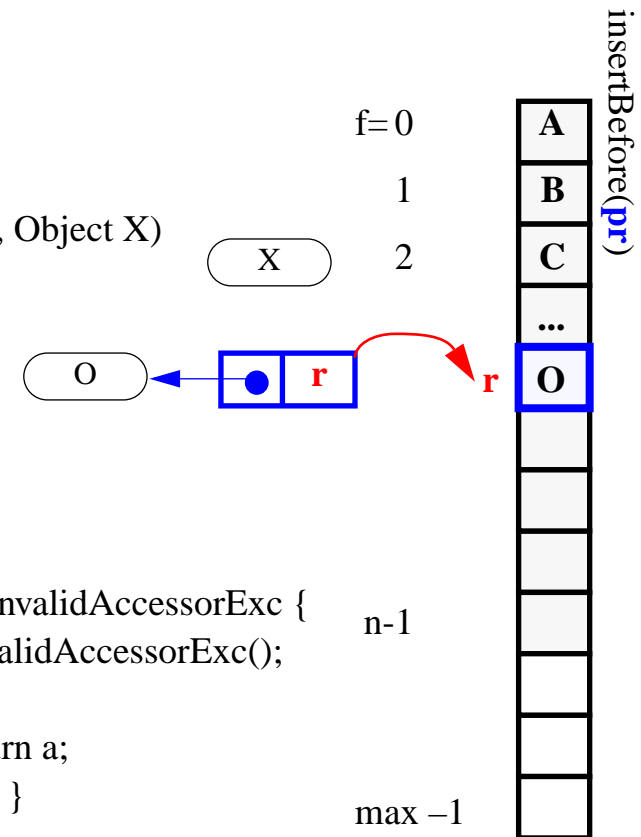 insertBefore(pr)
f= 0 A
1 B
, Object X)
X 2 C
...
O r r O
nvalidAccessorExc {
n-1
alidAccessorExc();
rn a;
}
max –1